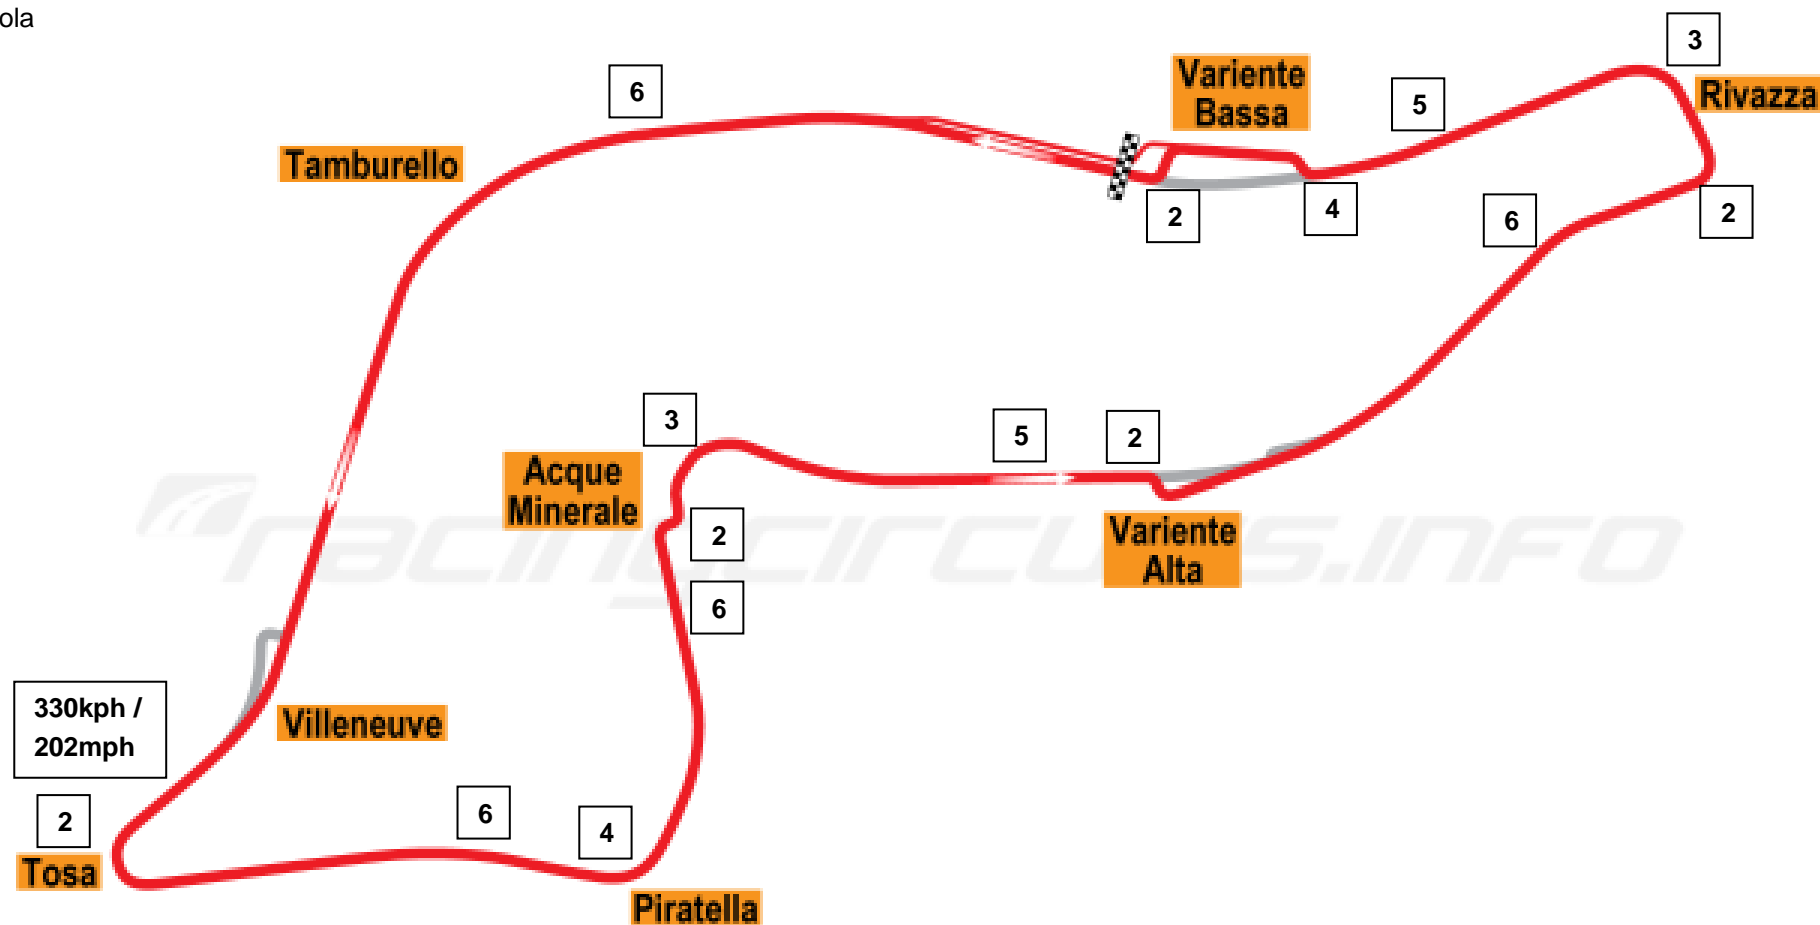 ola
3
Variente
Bassa
6
5
Rivazza
Tamburello
2
4
6
2
3
5
2
Acque
Minerale
2
Variente
Alta
racingcircuits.info
6
330kph /
202mph
Villeneuve
2
6
4
Tosa
Piratella